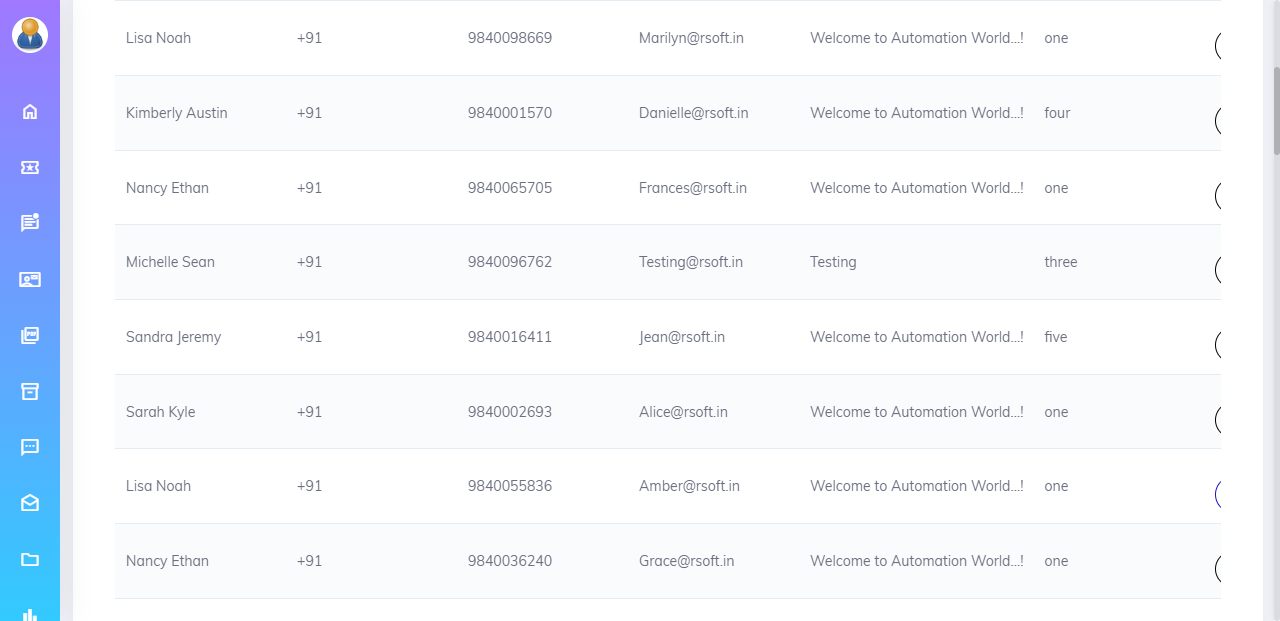 Lisa Noah +91 9840098669 Marilyn@rsoft.in Welcome to Automation World...! one
Kimberly Austin +91 9840001570 Danielle@rsoft.in Welcome to Automation World...! four
Nancy Ethan +91 9840065705 Frances@rsoft.in Welcome to Automation World...! one
Michelle Sean +91 9840096762 Testing@rsoft.in Testing three
Sandra Jeremy +91 9840016411 Jean@rsoft.in Welcome to Automation World...! five
Sarah Kyle +91 9840002693 Alice@rsoft.in Welcome to Automation World...! one
Lisa Noah +91 9840055836 Amber@rsoft.in Welcome to Automation World...! one
Nancy Ethan +91 9840036240 Grace@rsoft.in Welcome to Automation World...! one